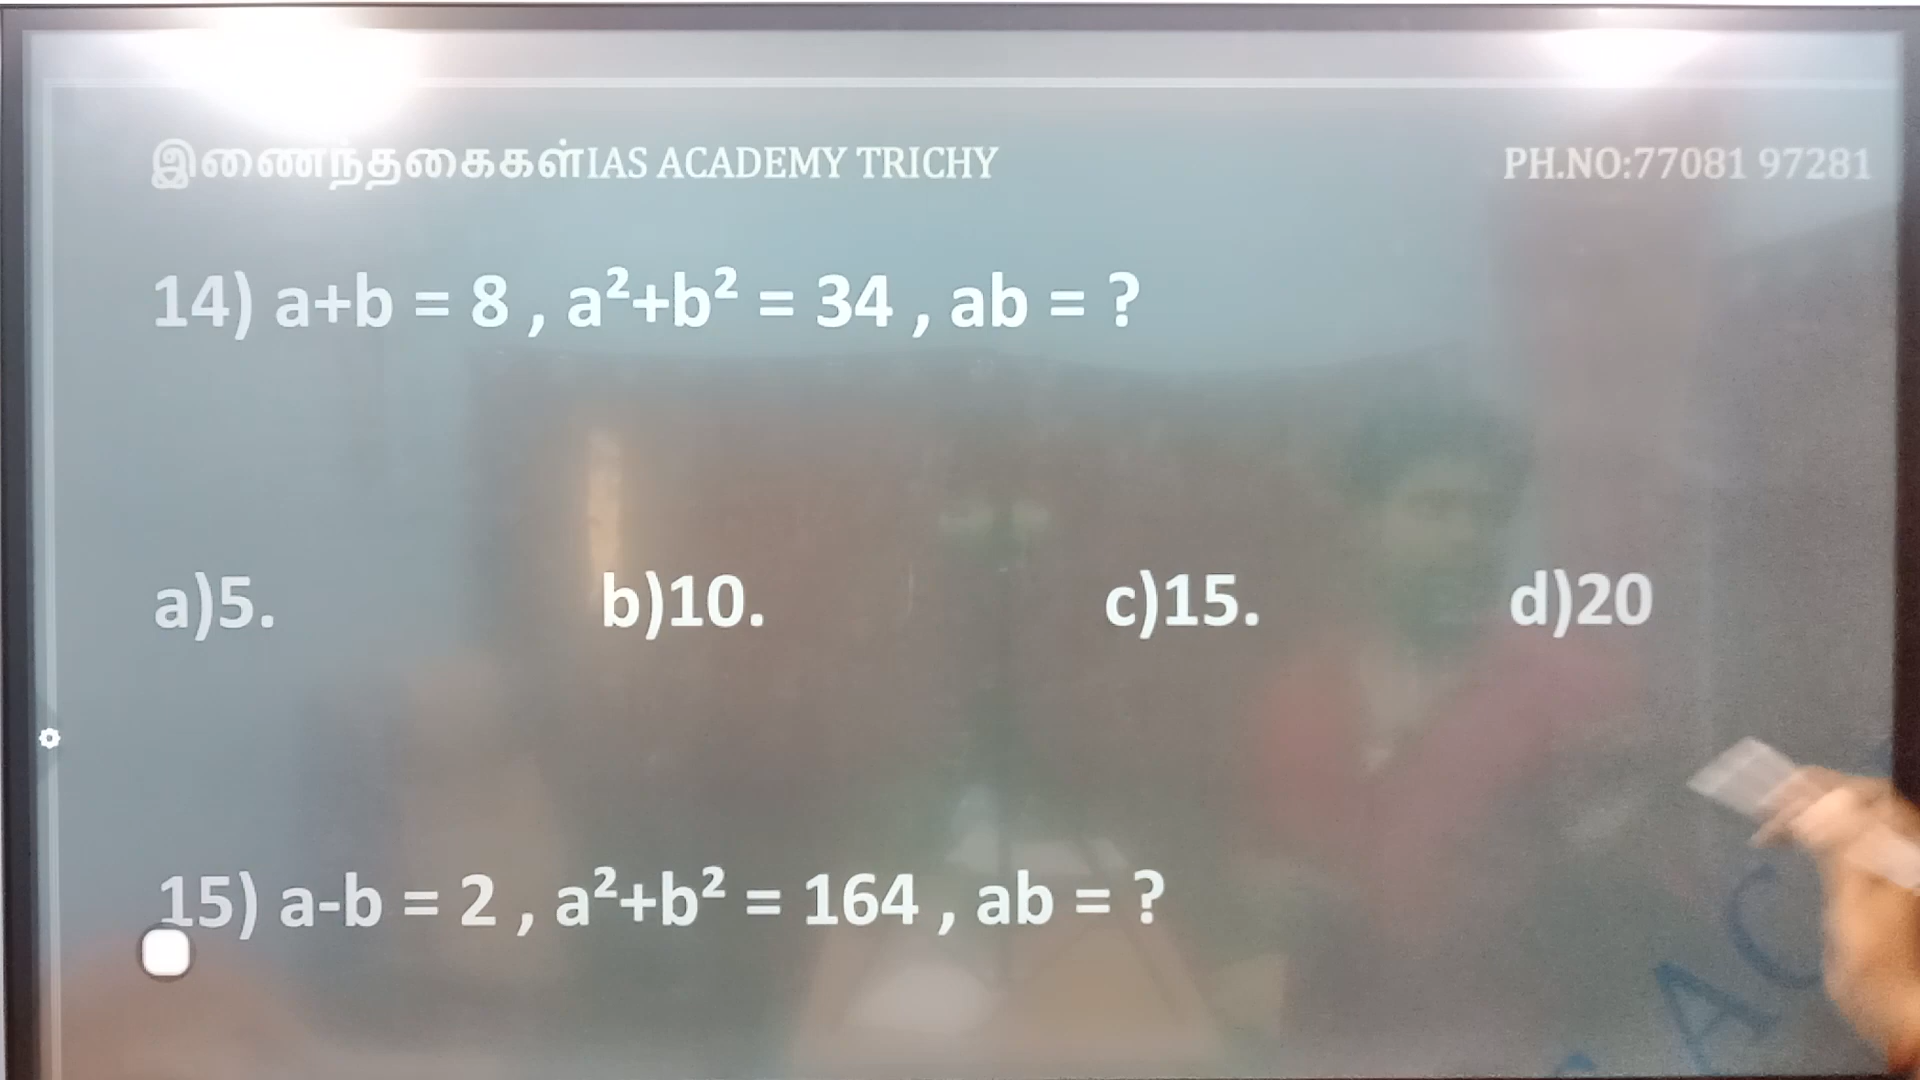 இணைந்தகைகள்IAS ACADEMY TRICHY PH.NO:77081 97281
14) a+b = 8 , a²+b² = 34 , ab = ?
a)5. b)10. c)15. d)20
15) a-b = 2 , a²+b² = 164 , ab = ?